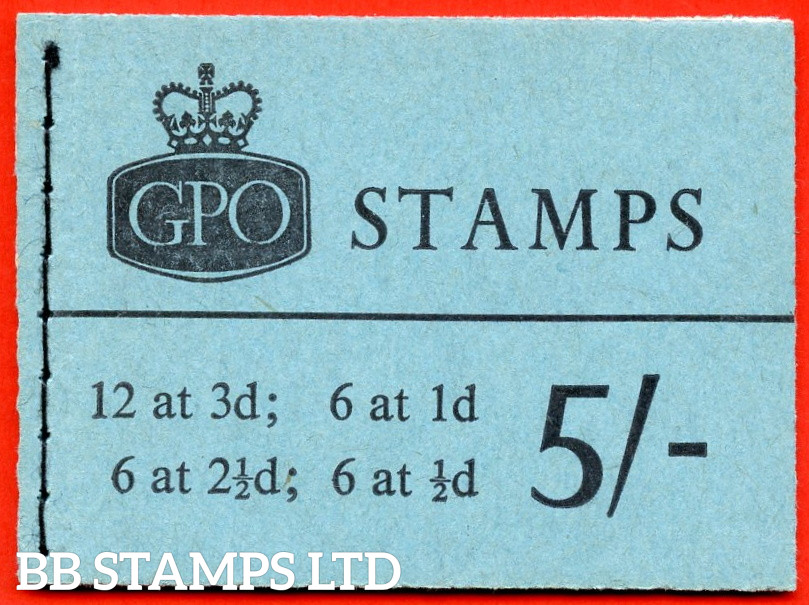 GPO STAMPS
12 at 3d; 6 at 1d
6 at 2½d; 6 at ½d
5/-
BB STAMPS LTD